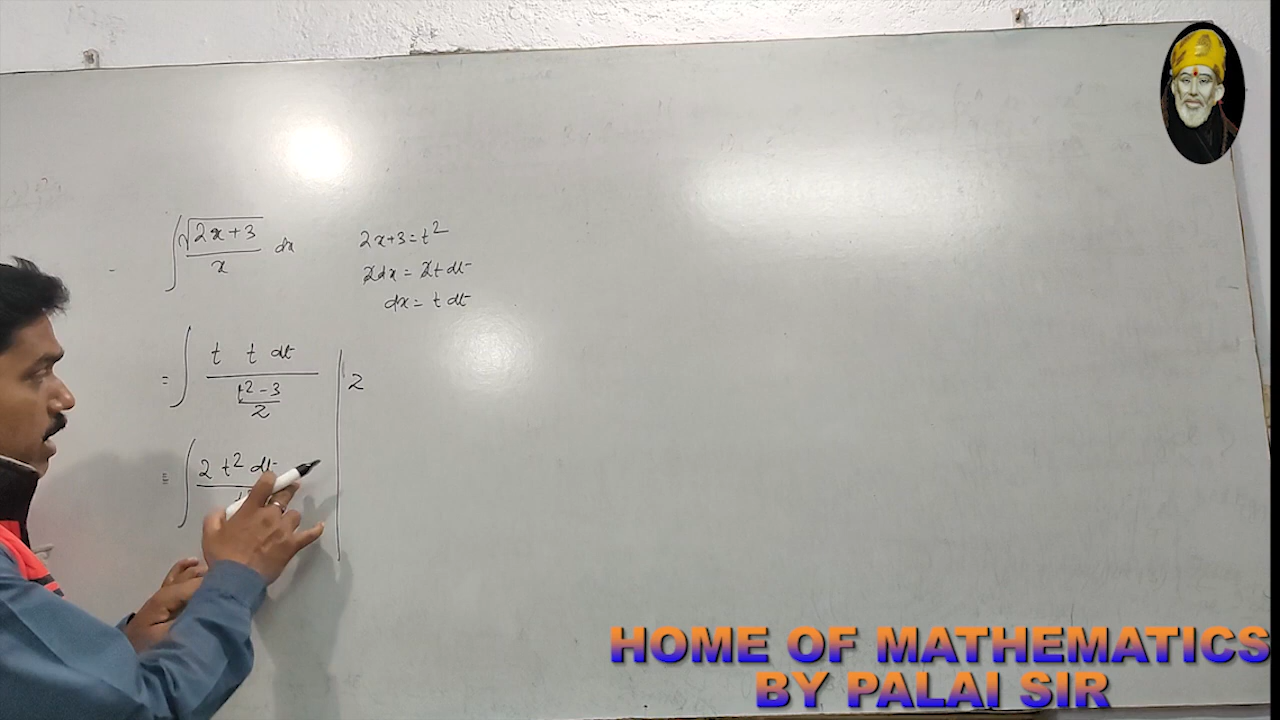 ∫ √(2x+3) / x dx
2x+3 = t²
2dx = 2t dt
dx = t dt
= ∫ t t dt / ((t² - 3) / 2)
2
= ∫ 2 t² dt
HOME OF MATHEMATICS
BY PALAI SIR